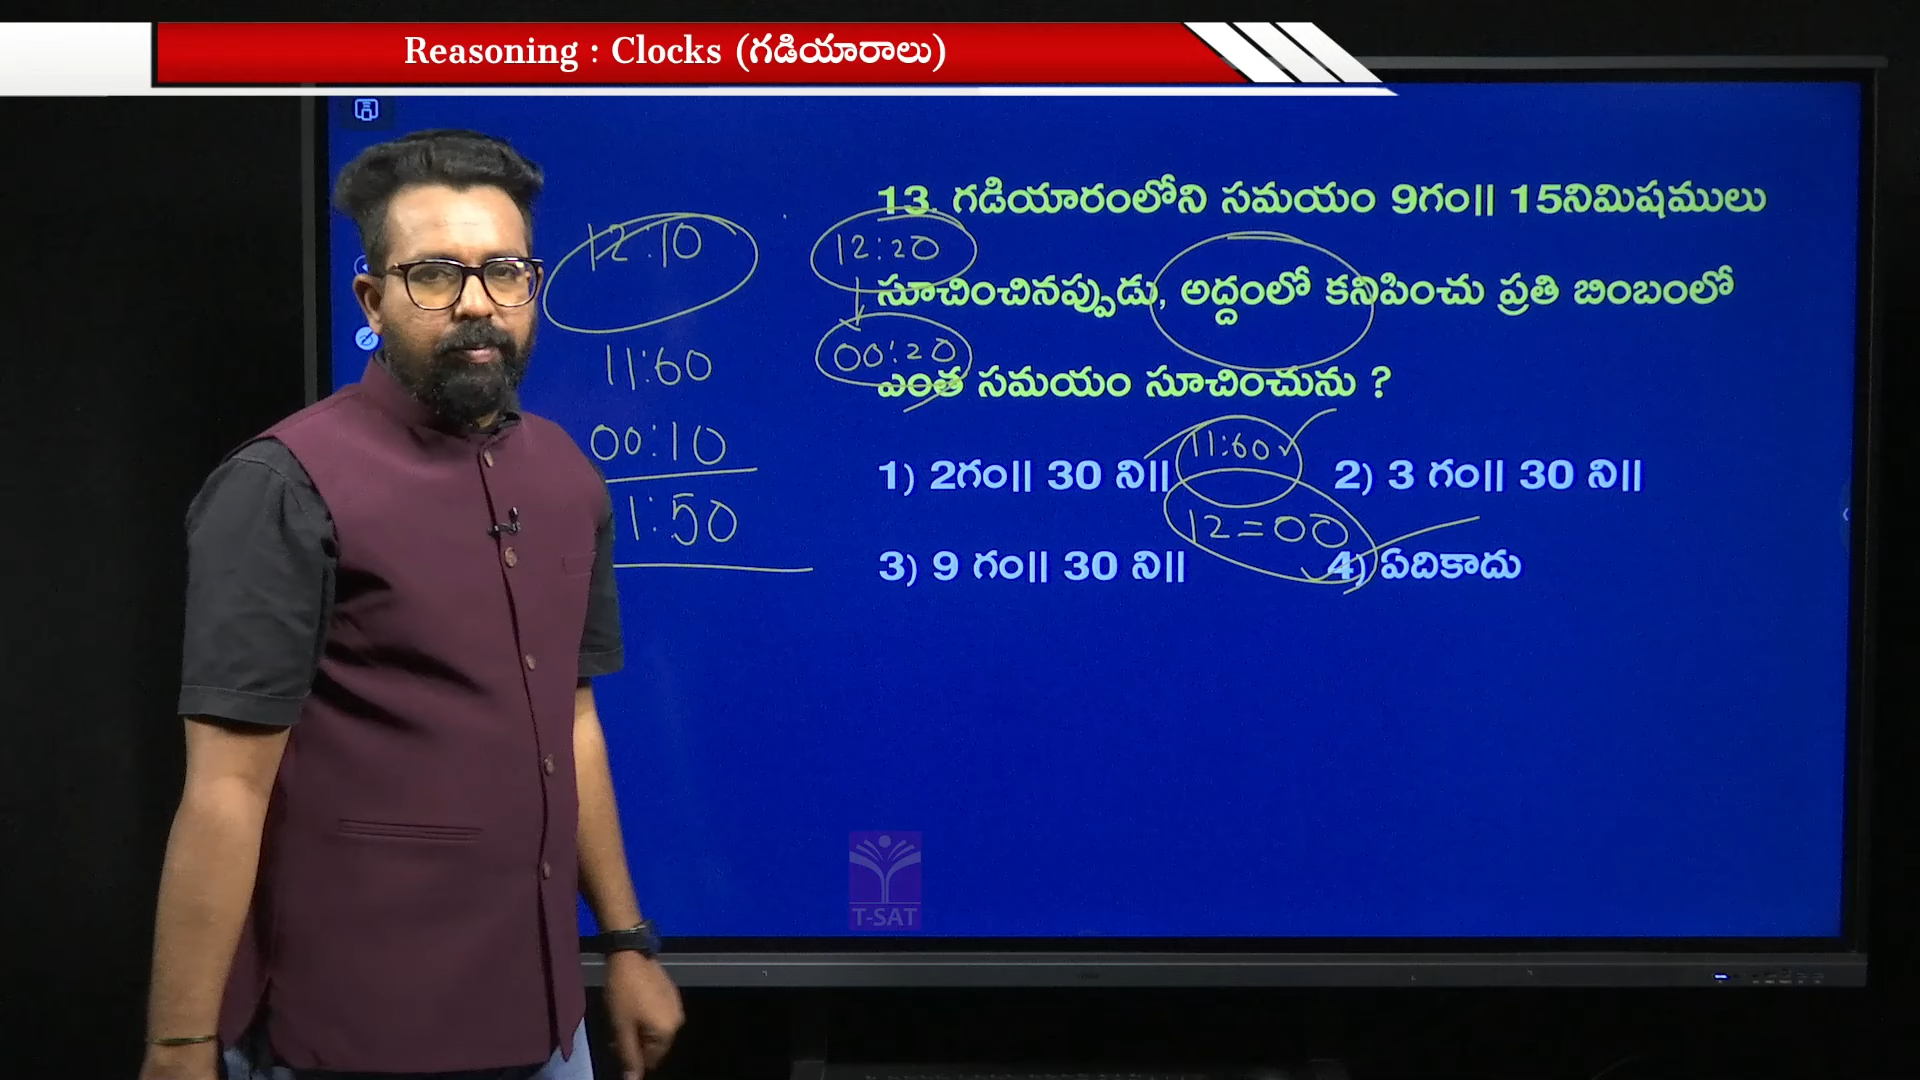 Reasoning : Clocks (గడియారాలు)
13. గడియారంలోని సమయం 9గం|| 15నిమిషములు
సూచించినప్పుడు, అద్దంలో కనిపించు ప్రతి బింబంలో
ఎంత సమయం సూచించును ?
1) 2గం|| 30 ని||
2) 3 గం|| 30 ని||
3) 9 గం|| 30 ని||
4) ఏదికాదు
12:10
11:60
00:10
1:50
12:20
00:20
11:60
12=00
T-SAT